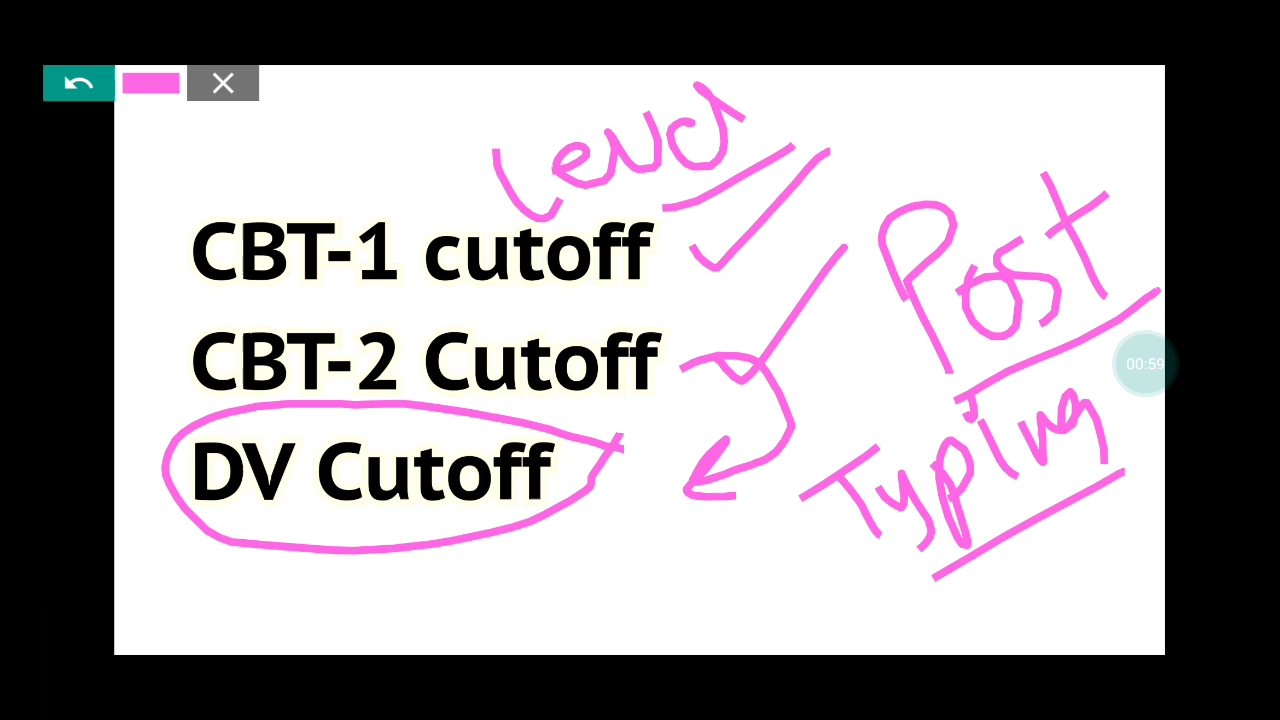 Level
CBT-1 cutoff
Post
CBT-2 Cutoff
00:59
Typing
DV Cutoff